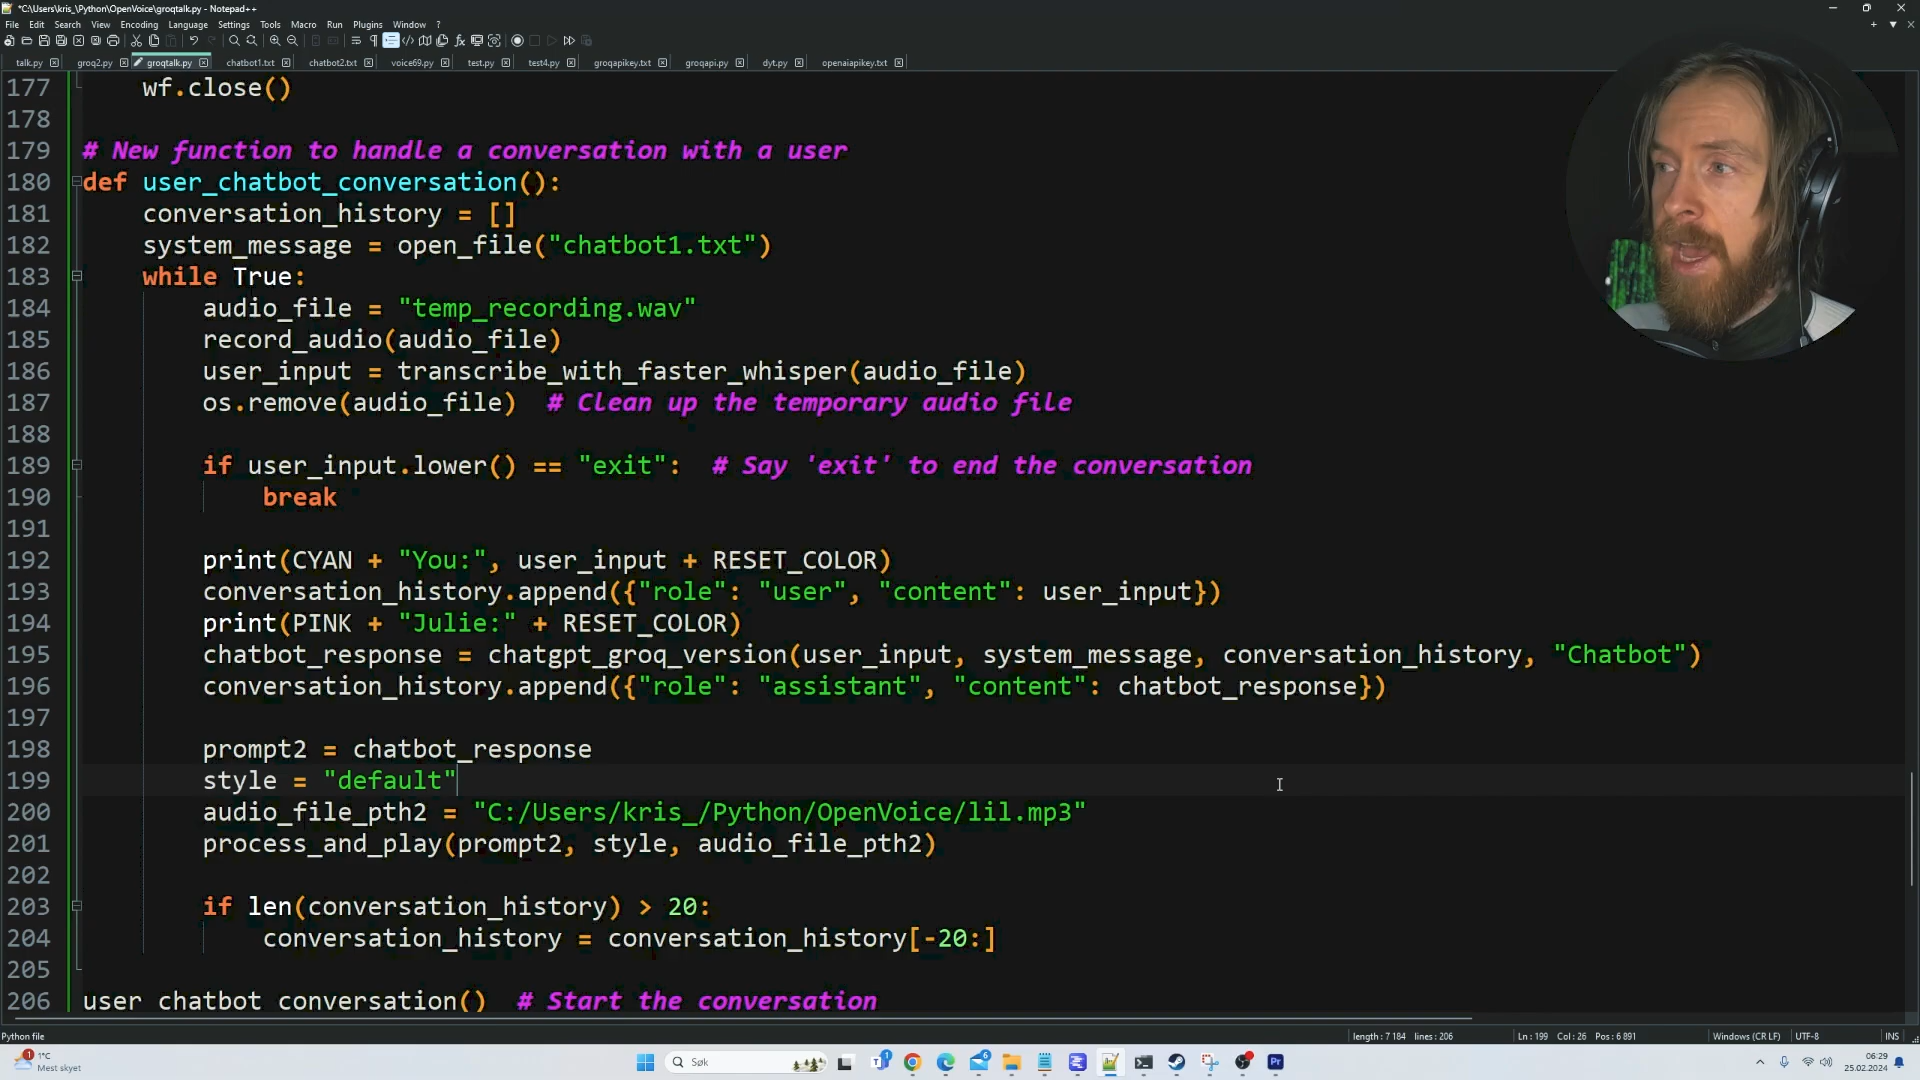 *C:\Users\kris_\Python\OpenVoice\groqtalk.py - Notepad++
File Edit Search View Encoding Language Settings Tools Macro Run Plugins Window ?
talk.py groq2.py groqtalk.py chatbot1.txt chatbot2.txt voice69.py test.py test4.py groqapikey.txt groqapi.py dyt.py openaiapikey.txt
177 wf.close()
178
179 # New function to handle a conversation with a user
180 def user_chatbot_conversation():
181 conversation_history = []
182 system_message = open_file("chatbot1.txt")
183 while True:
184 audio_file = "temp_recording.wav"
185 record_audio(audio_file)
186 user_input = transcribe_with_faster_whisper(audio_file)
187 os.remove(audio_file)  # Clean up the temporary audio file
188
189 if user_input.lower() == "exit":  # Say 'exit' to end the conversation
190 break
191
192 print(CYAN + "You:", user_input + RESET_COLOR)
193 conversation_history.append({"role": "user", "content": user_input})
194 print(PINK + "Julie:" + RESET_COLOR)
195 chatbot_response = chatgpt_groq_version(user_input, system_message, conversation_history, "Chatbot")
196 conversation_history.append({"role": "assistant", "content": chatbot_response})
197
198 prompt2 = chatbot_response
199 style = "default"
200 audio_file_pth2 = "C:/Users/kris_/Python/OpenVoice/lil.mp3"
201 process_and_play(prompt2, style, audio_file_pth2)
202
203 if len(conversation_history) > 20:
204 conversation_history = conversation_history[-20:]
205
206 user_chatbot_conversation()  # Start the conversation
Python file length : 7 184 lines : 206 Ln : 199 Col : 26 Pos : 6 891 Windows (CR LF) UTF-8 INS
1°C
Mest skyet
Søk
06:29
25.02.2024